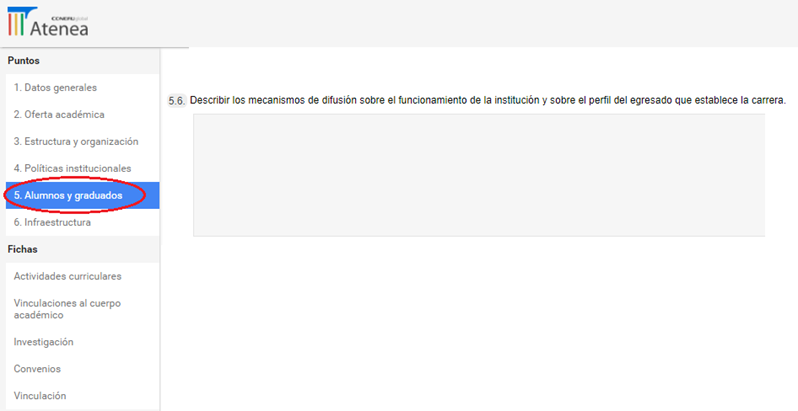 CONEAU global
Atenea
Puntos
1. Datos generales
2. Oferta académica
3. Estructura y organización
4. Políticas institucionales
5. Alumnos y graduados
6. Infraestructura
Fichas
Actividades curriculares
Vinculaciones al cuerpo
académico
Investigación
Convenios
Vinculación
5.6. Describir los mecanismos de difusión sobre el funcionamiento de la institución y sobre el perfil del egresado que establece la carrera.